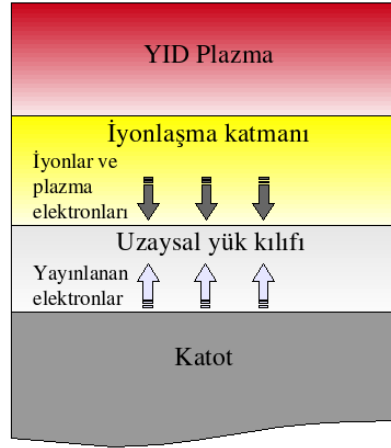 YID Plazma
İyonlaşma katmanı
İyonlar ve
plazma
elektronları
Uzaysal yük kılıfı
Yayınlanan
elektronlar
Katot